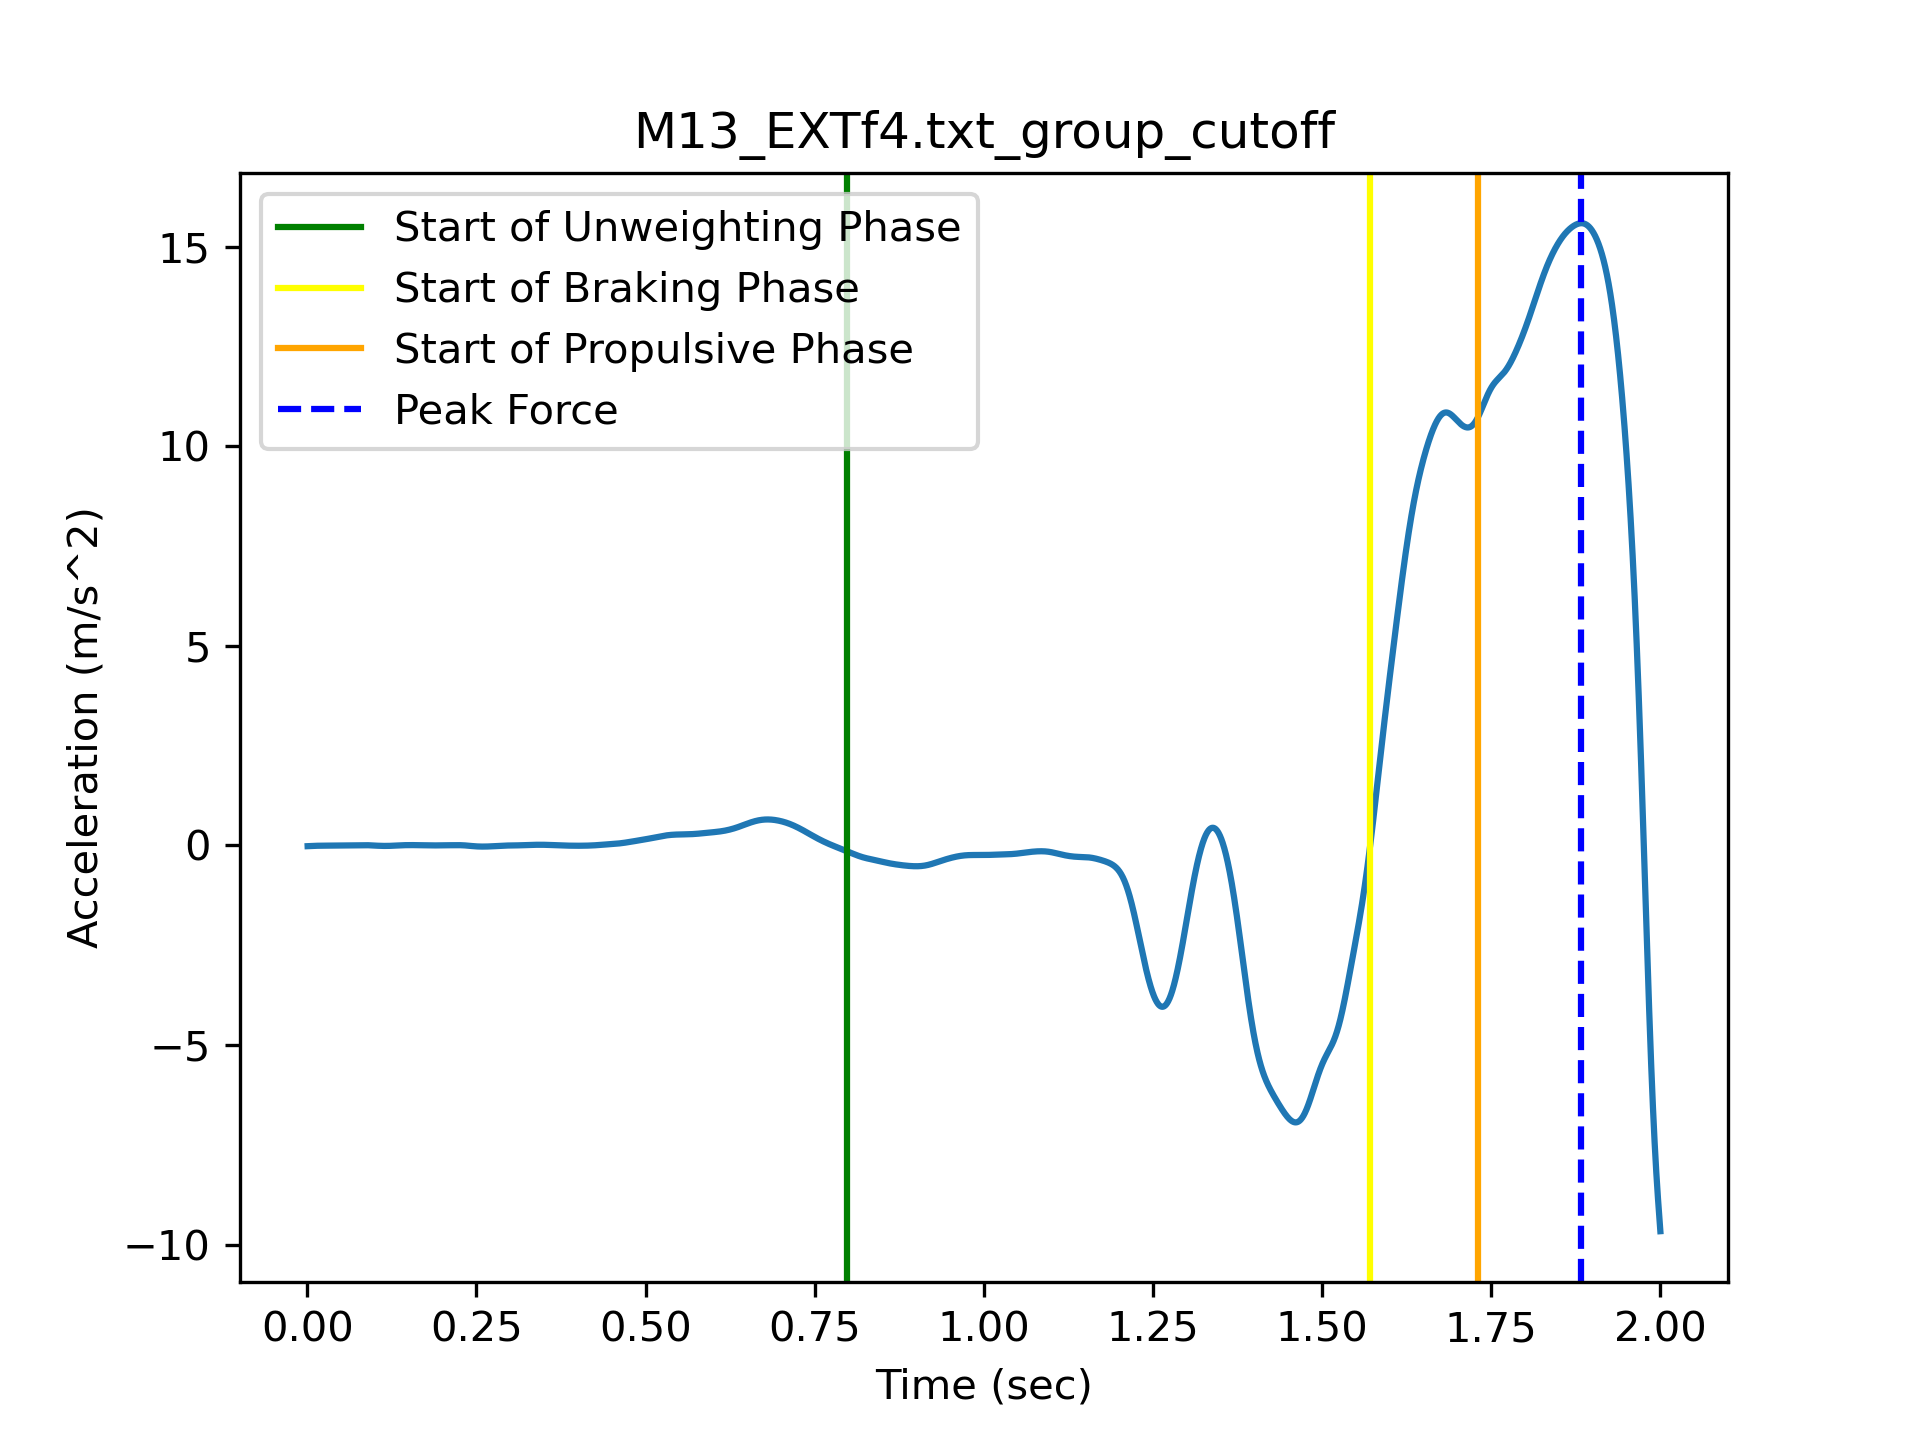 M13_EXTf4.txt_group_cutoff
Start of Unweighting Phase
Start of Braking Phase
Start of Propulsive Phase
Peak Force
15
10
5
0
−5
−10
Acceleration (m/s^2)
0.00 0.25 0.50 0.75 1.00 1.25 1.50 1.75 2.00
Time (sec)